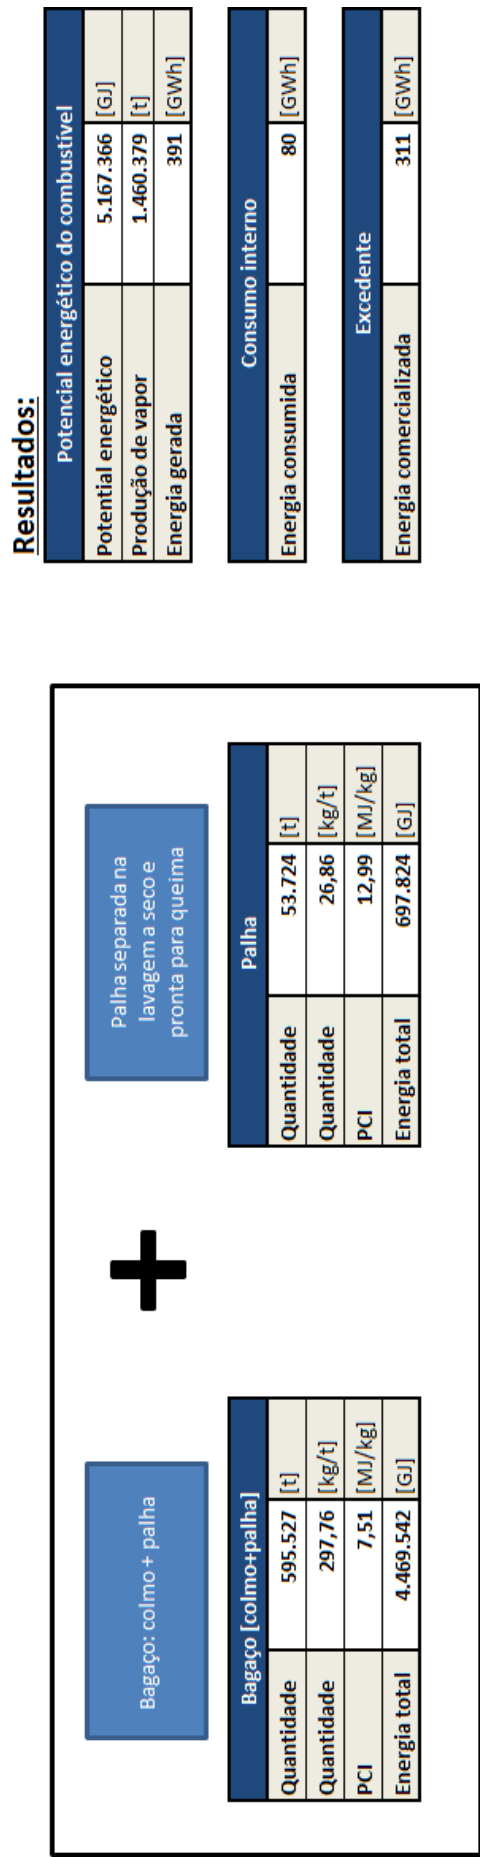 Bagaço: colmo + palha
Bagaço [colmo+palha]
Quantidade 595.527 [t]
Quantidade 297,76 [kg/t]
PCI 7,51 [MJ/kg]
Energia total 4.469.542 [GJ]
+
Palha separada na
lavagem a seco e
pronta para queima
Palha
Quantidade 53.724 [t]
Quantidade 26,86 [kg/t]
PCI 12,99 [MJ/kg]
Energia total 697.824 [GJ]
Resultados:
Potencial energético do combustível
Potential energético 5.167.366 [GJ]
Produção de vapor 1.460.379 [t]
Energia gerada 391 [GWh]
Consumo interno
Energia consumida 80 [GWh]
Excedente
Energia comercializada 311 [GWh]